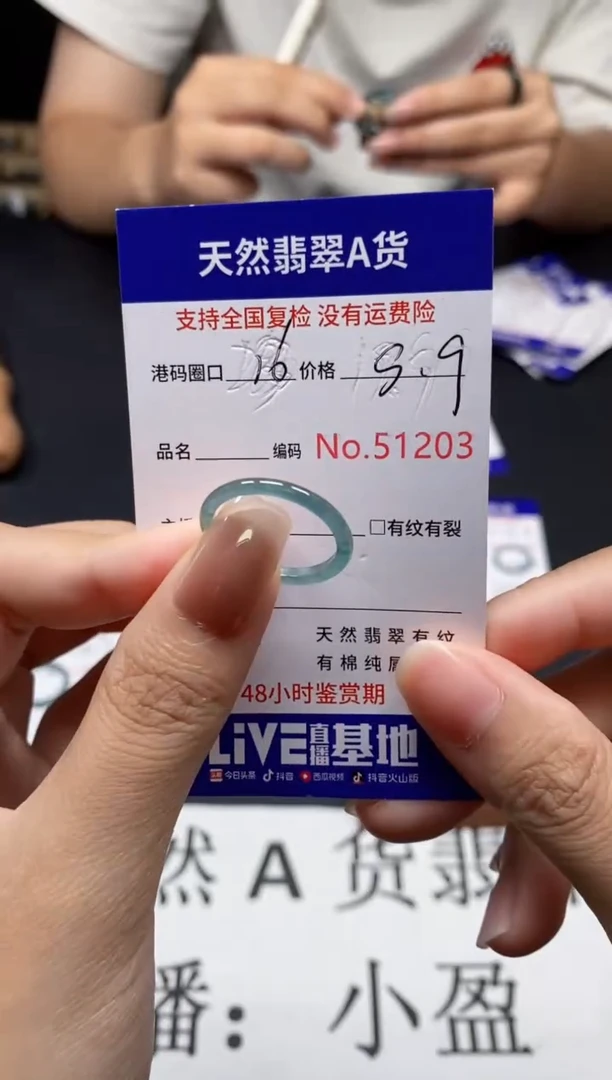 天然翡翠A货
支持全国复检 没有运费险
港码圈口 16 价格 9.9
品名 编码 No.51203
□有纹有裂
天然翡翠有纹
有棉纯属
48小时鉴赏期
LiVE直播基地
今日头条 抖音 西瓜视频 抖音火山版
然A货翡
播：小盈